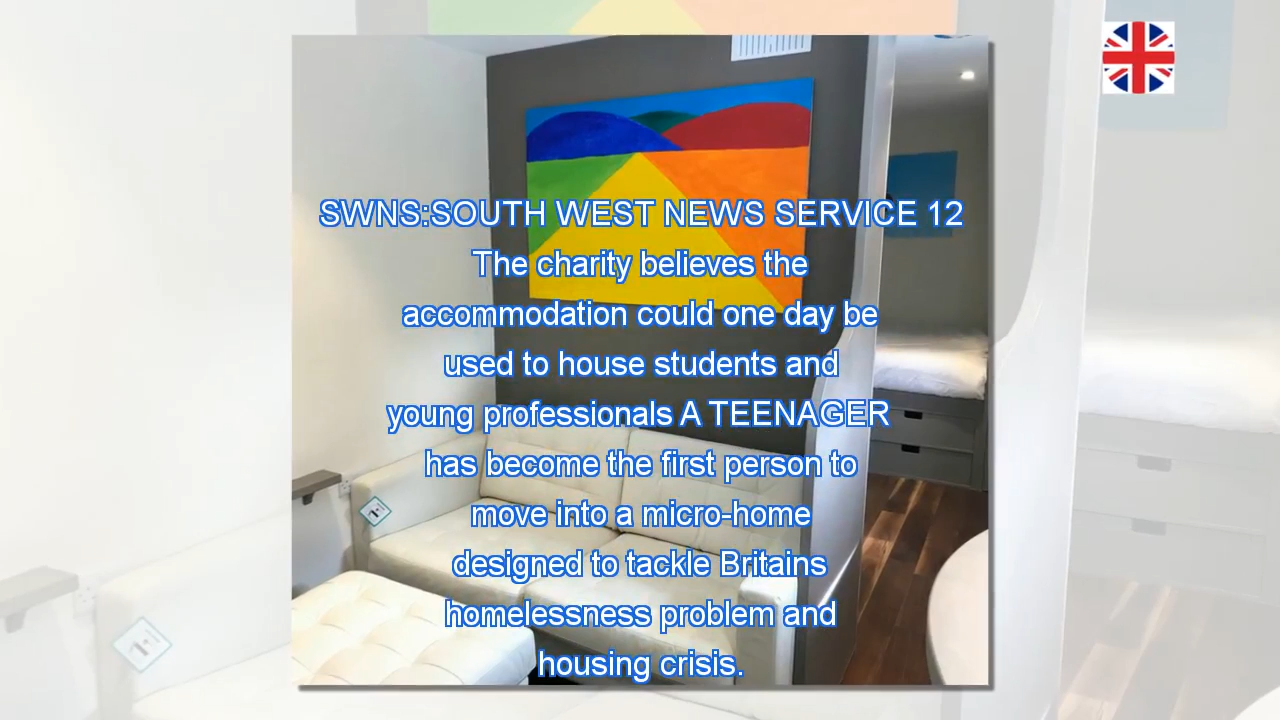 SWNS:SOUTH WEST NEWS SERVICE 12
The charity believes the
accommodation could one day be
used to house students and
young professionals A TEENAGER
has become the first person to
move into a micro-home
designed to tackle Britains
homelessness problem and
housing crisis.